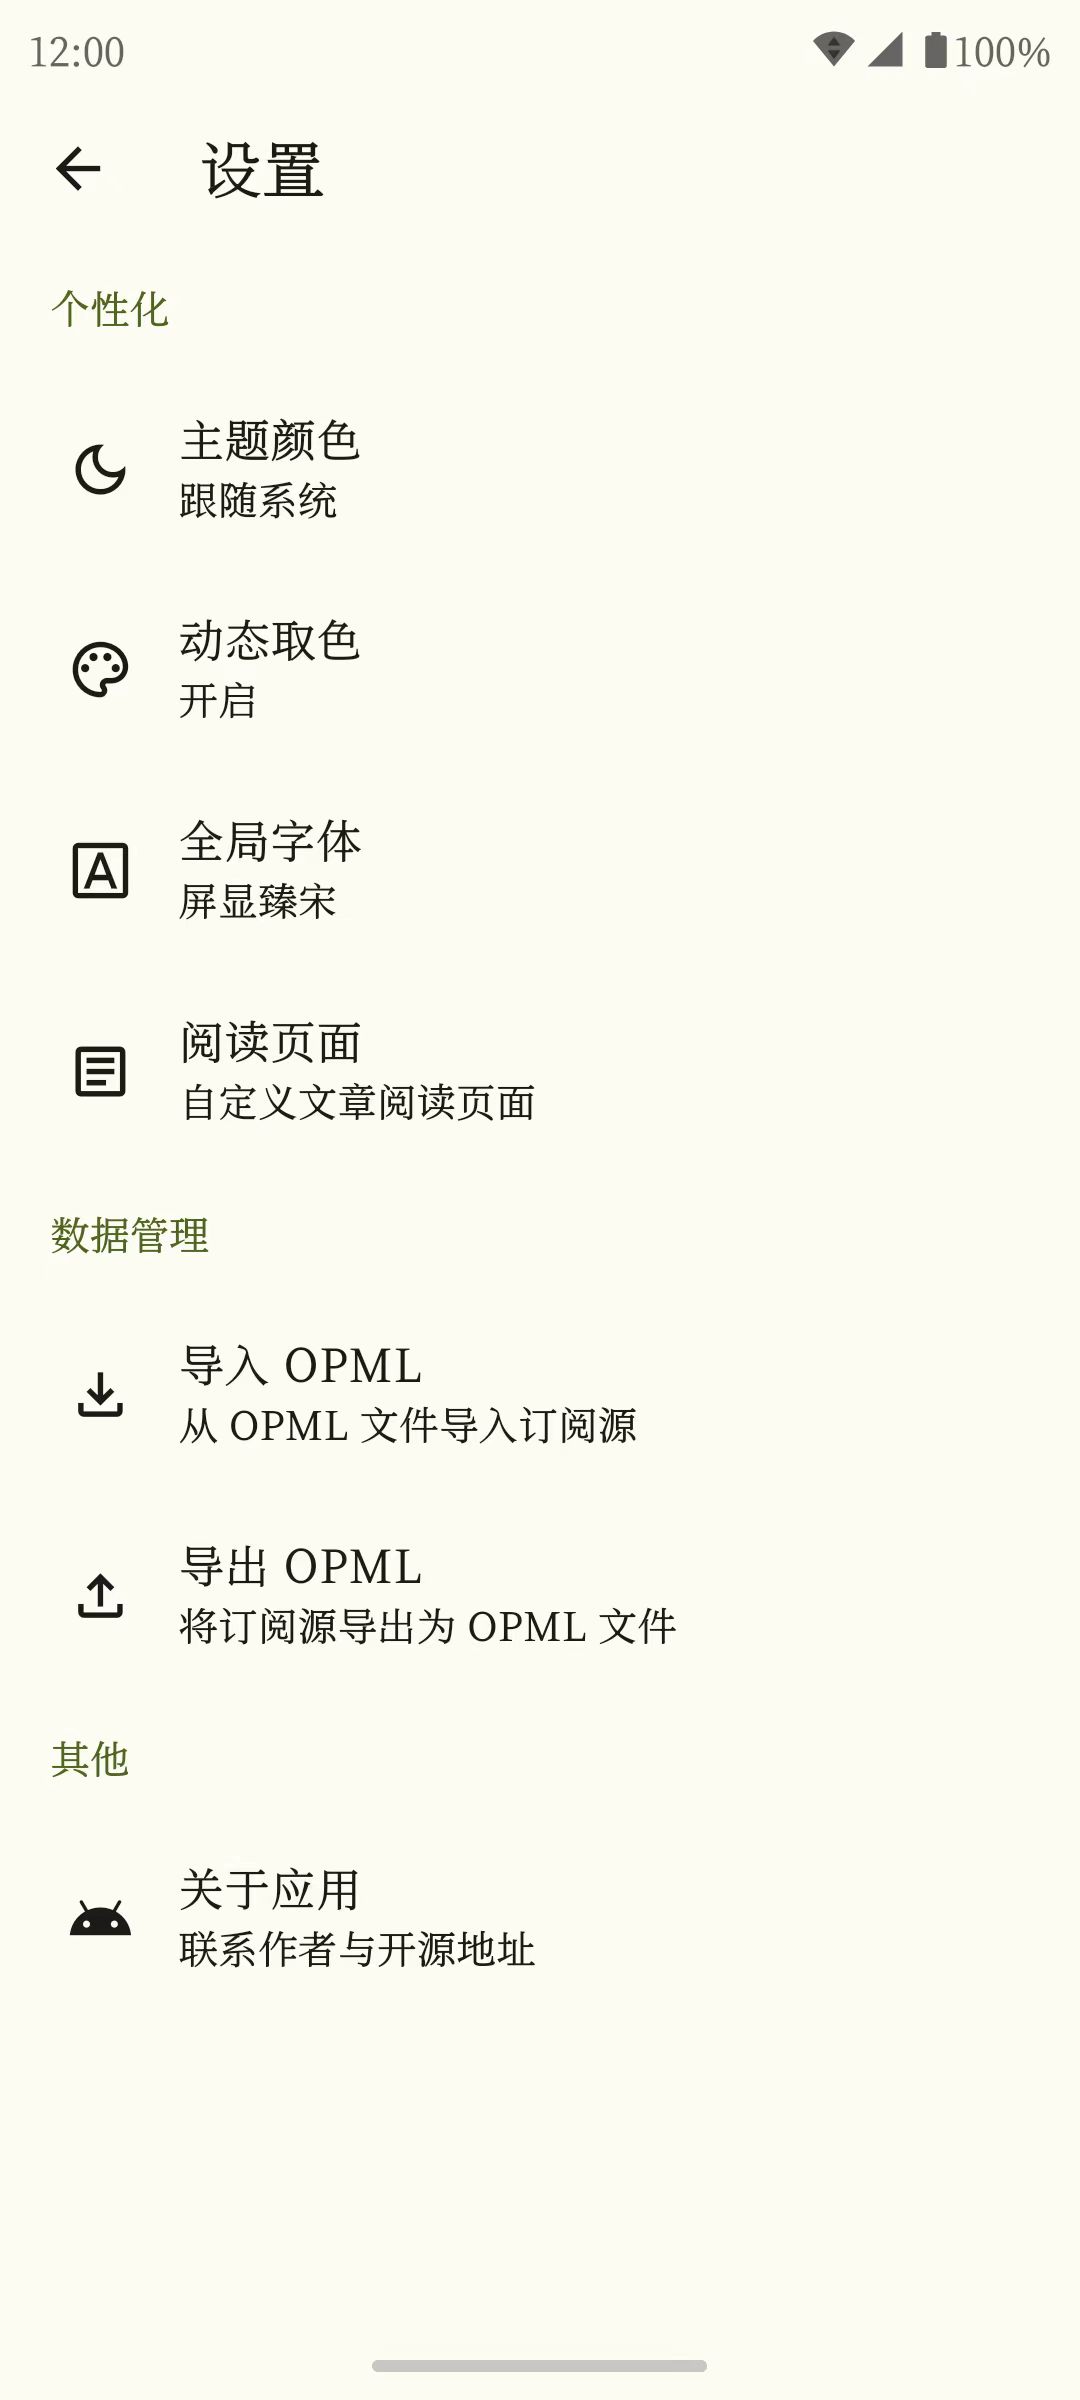 12:00
100%
设置
个性化
主题颜色
跟随系统
动态取色
开启
全局字体
屏显臻宋
阅读页面
自定义文章阅读页面
数据管理
导入 OPML
从 OPML 文件导入订阅源
导出 OPML
将订阅源导出为 OPML 文件
其他
关于应用
联系作者与开源地址